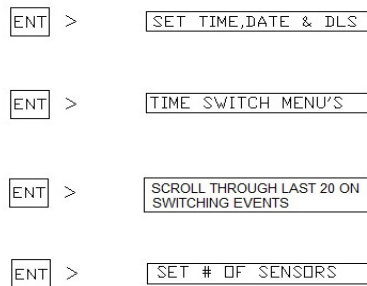 ENT > SET TIME,DATE & DLS
ENT > TIME SWITCH MENU'S
ENT > SCROLL THROUGH LAST 20 ON
SWITCHING EVENTS
ENT > SET # OF SENSORS